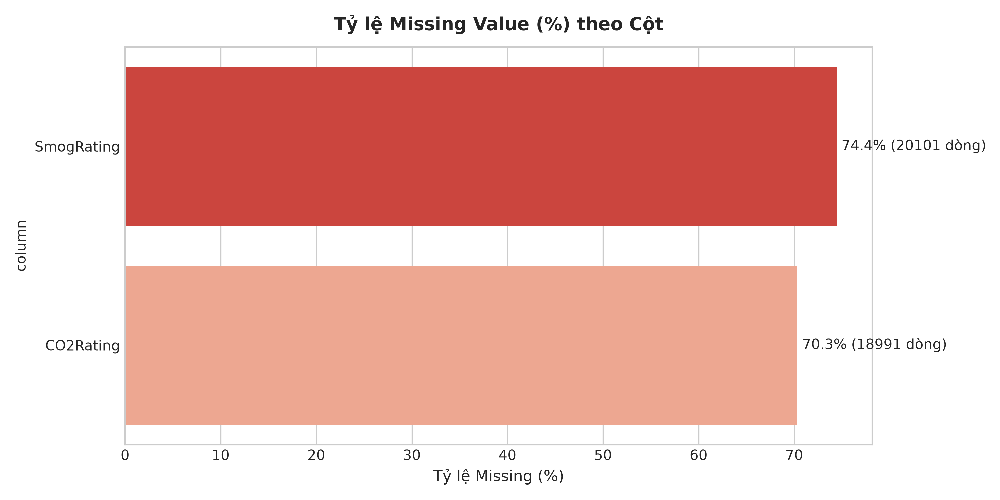 Tỷ lệ Missing Value (%) theo Cột
SmogRating
74.4% (20101 dòng)
column
CO2Rating
70.3% (18991 dòng)
0 10 20 30 40 50 60 70
Tỷ lệ Missing (%)